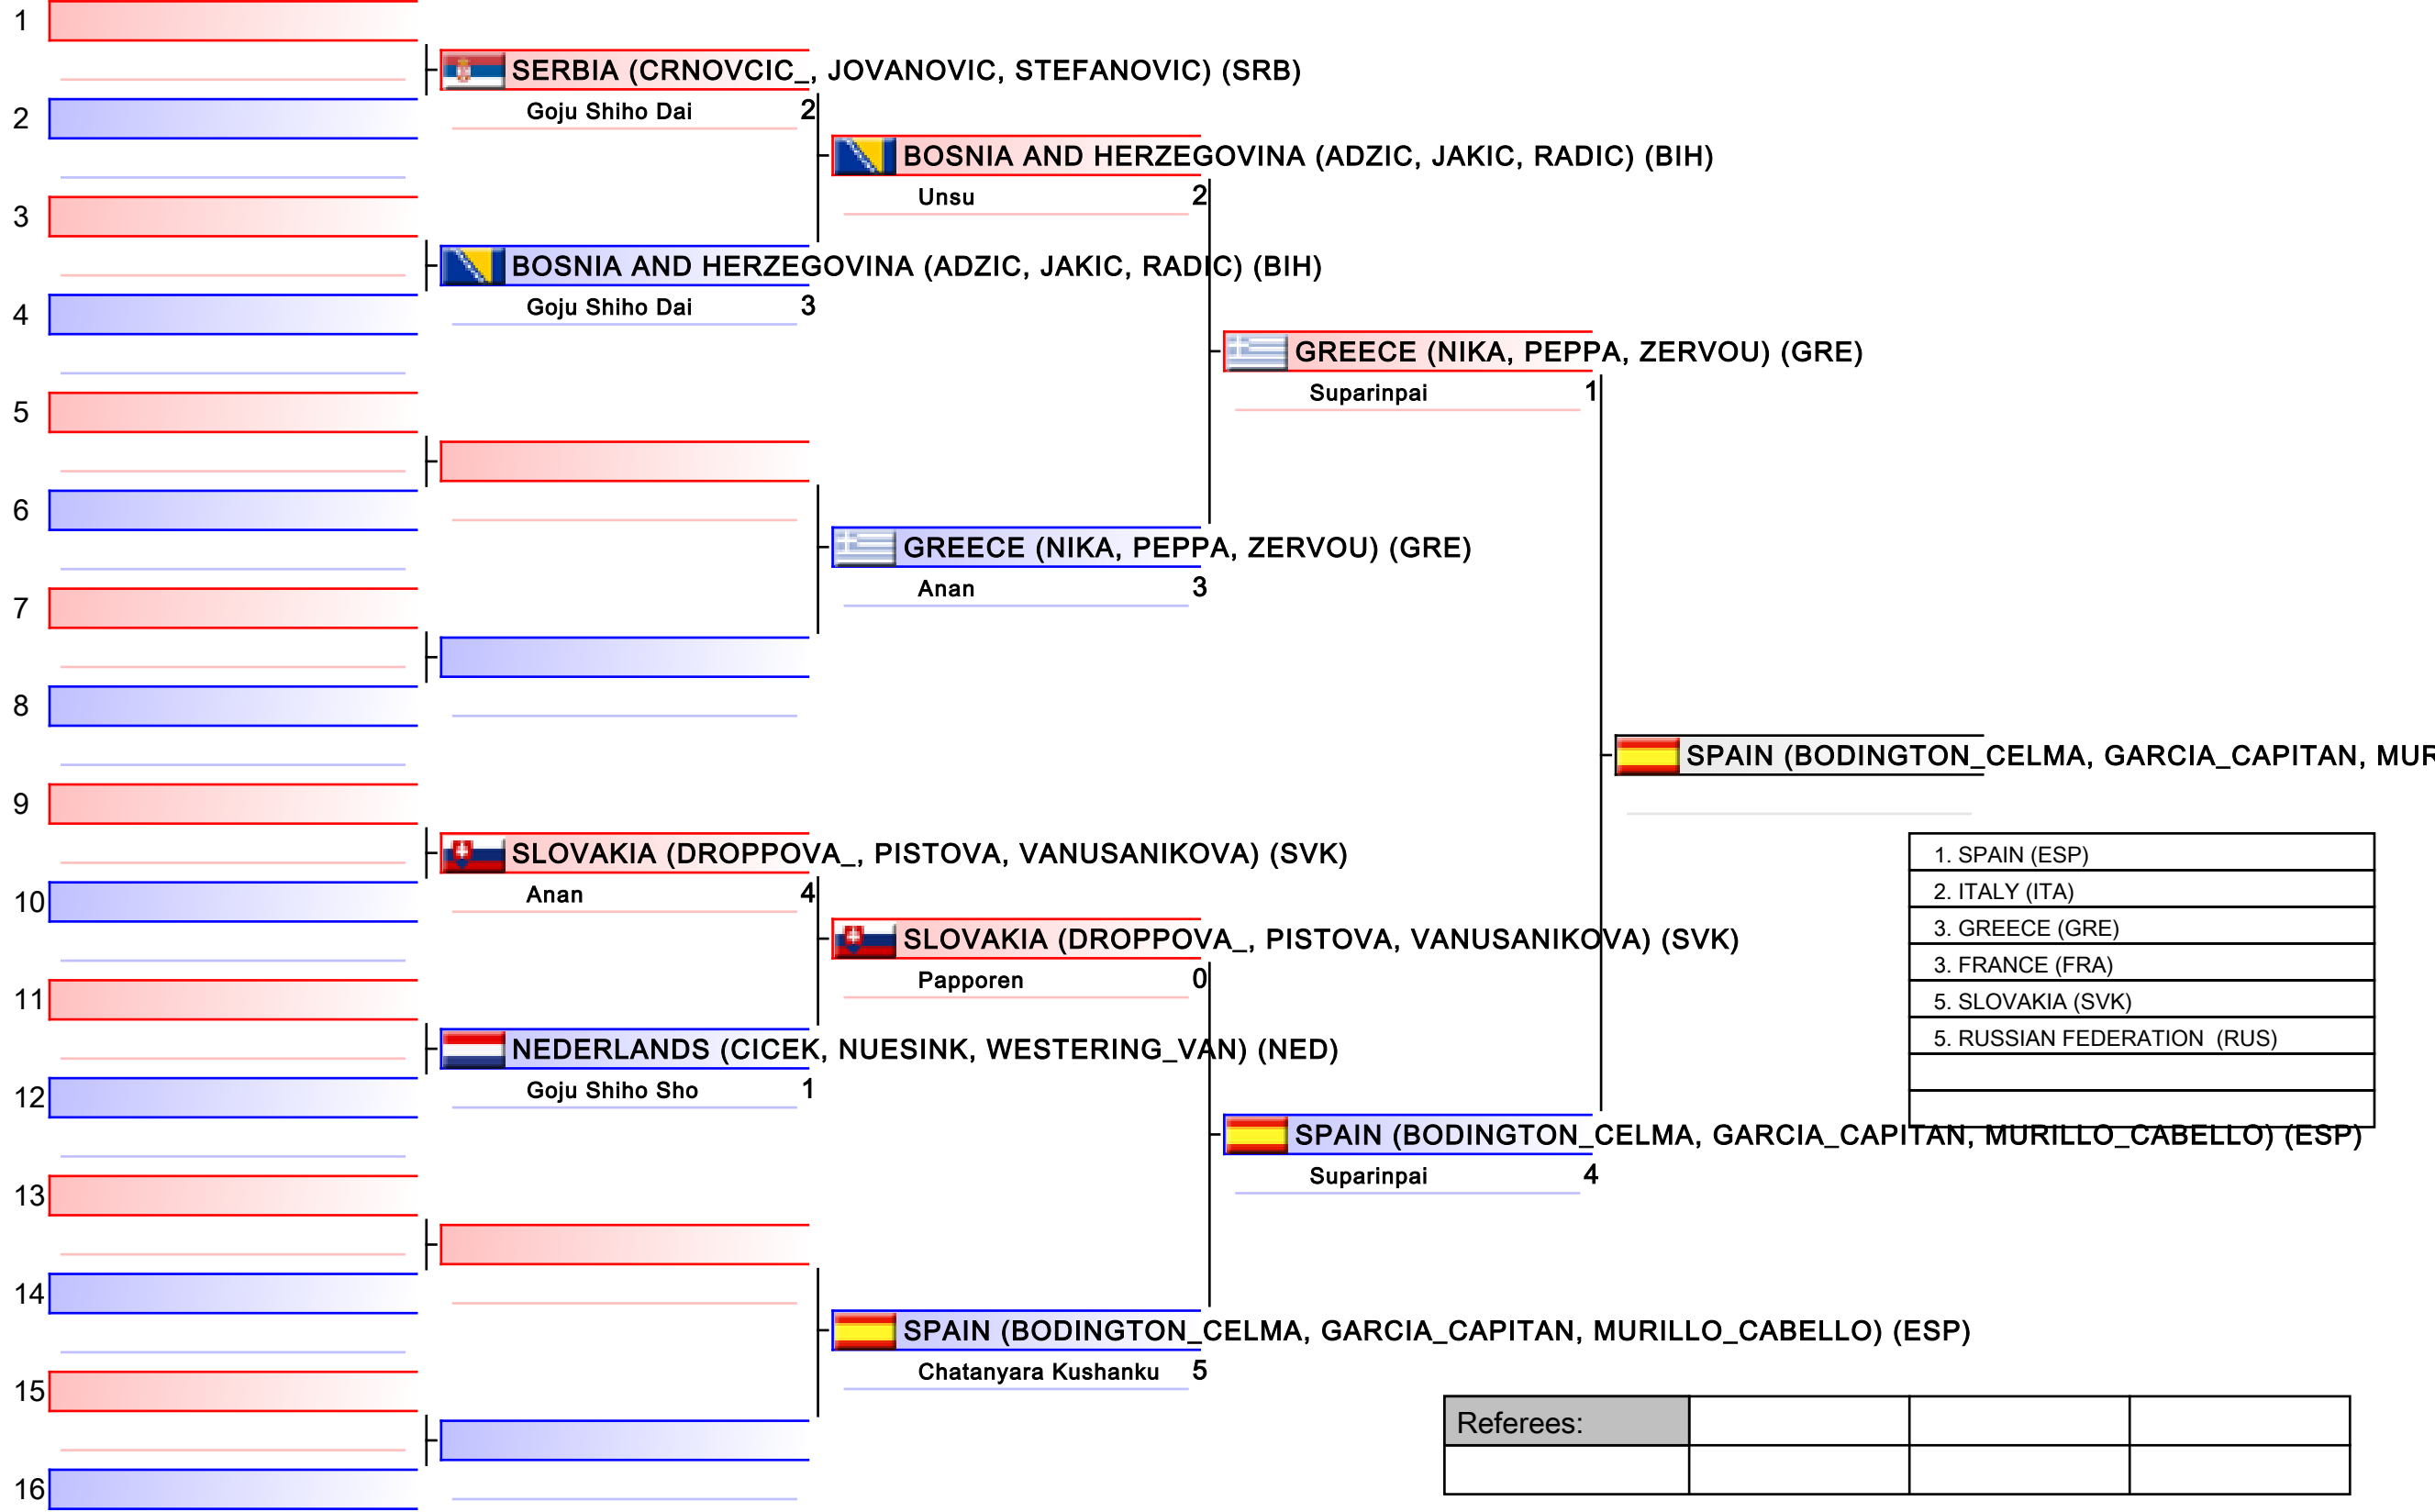 1
SERBIA (CRNOVCIC_, JOVANOVIC, STEFANOVIC) (SRB)
Goju Shiho Dai 2
2
BOSNIA AND HERZEGOVINA (ADZIC, JAKIC, RADIC) (BIH)
Unsu 2
3
BOSNIA AND HERZEGOVINA (ADZIC, JAKIC, RADIC) (BIH)
Goju Shiho Dai 3
4
GREECE (NIKA, PEPPA, ZERVOU) (GRE)
Suparinpai 1
5
6
GREECE (NIKA, PEPPA, ZERVOU) (GRE)
Anan 3
7
8
SPAIN (BODINGTON_CELMA, GARCIA_CAPITAN, MUR
9
SLOVAKIA (DROPPOVA_, PISTOVA, VANUSANIKOVA) (SVK)
Anan 4
10
SLOVAKIA (DROPPOVA_, PISTOVA, VANUSANIKOVA) (SVK)
Papporen 0
11
NEDERLANDS (CICEK, NUESINK, WESTERING_VAN) (NED)
Goju Shiho Sho 1
12
1. SPAIN (ESP)
2. ITALY (ITA)
3. GREECE (GRE)
3. FRANCE (FRA)
5. SLOVAKIA (SVK)
5. RUSSIAN FEDERATION (RUS)
SPAIN (BODINGTON_CELMA, GARCIA_CAPITAN, MURILLO_CABELLO) (ESP)
Suparinpai 4
13
14
SPAIN (BODINGTON_CELMA, GARCIA_CAPITAN, MURILLO_CABELLO) (ESP)
Chatanyara Kushanku 5
15
Referees:
16